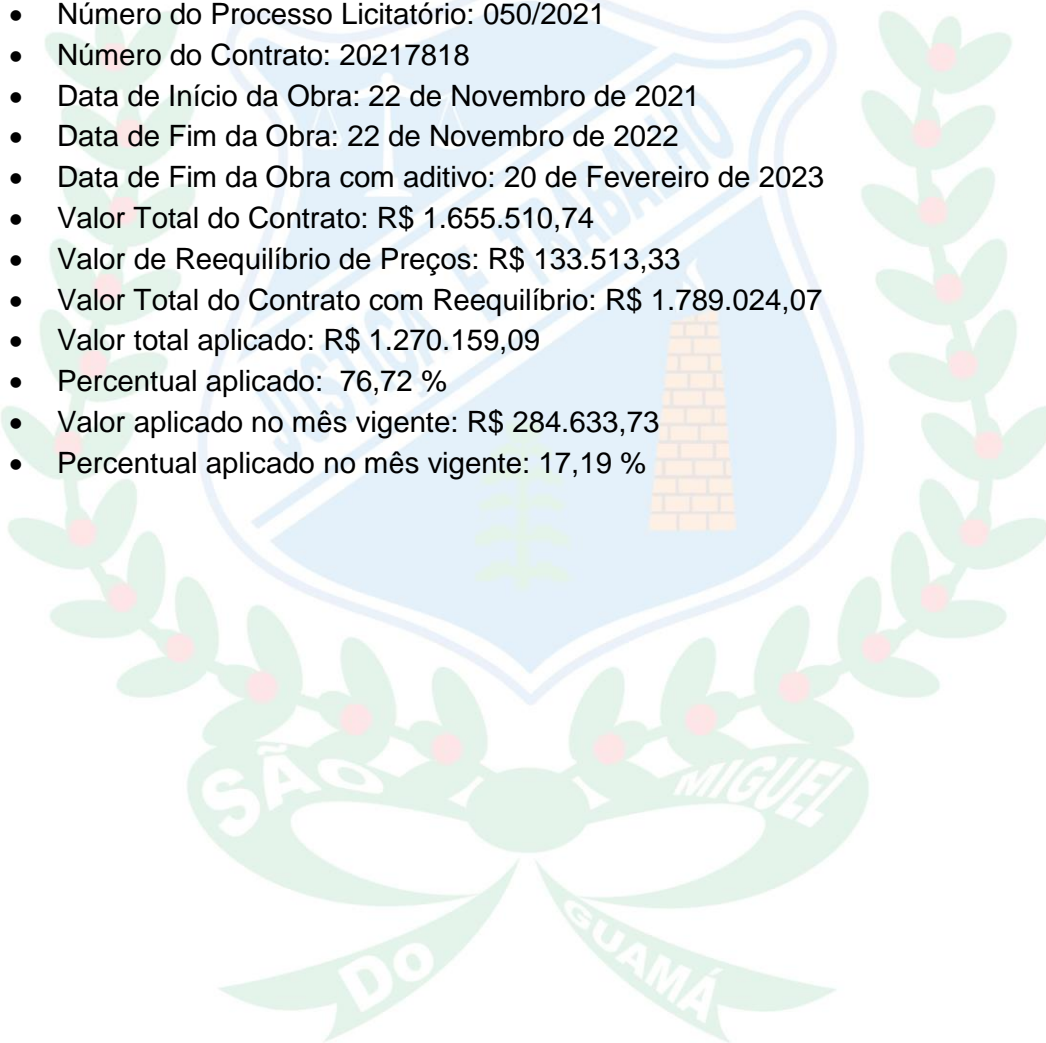 • Número do Processo Licitatório: 050/2021
• Número do Contrato: 20217818
• Data de Início da Obra: 22 de Novembro de 2021
• Data de Fim da Obra: 22 de Novembro de 2022
• Data de Fim da Obra com aditivo: 20 de Fevereiro de 2023
• Valor Total do Contrato: R$ 1.655.510,74
• Valor de Reequilíbrio de Preços: R$ 133.513,33
• Valor Total do Contrato com Reequilíbrio: R$ 1.789.024,07
• Valor total aplicado: R$ 1.270.159,09
• Percentual aplicado: 76,72 %
• Valor aplicado no mês vigente: R$ 284.633,73
• Percentual aplicado no mês vigente: 17,19 %
JUSTIÇA E TRABALHO
SÃO MIGUEL
DO GUAMÁ